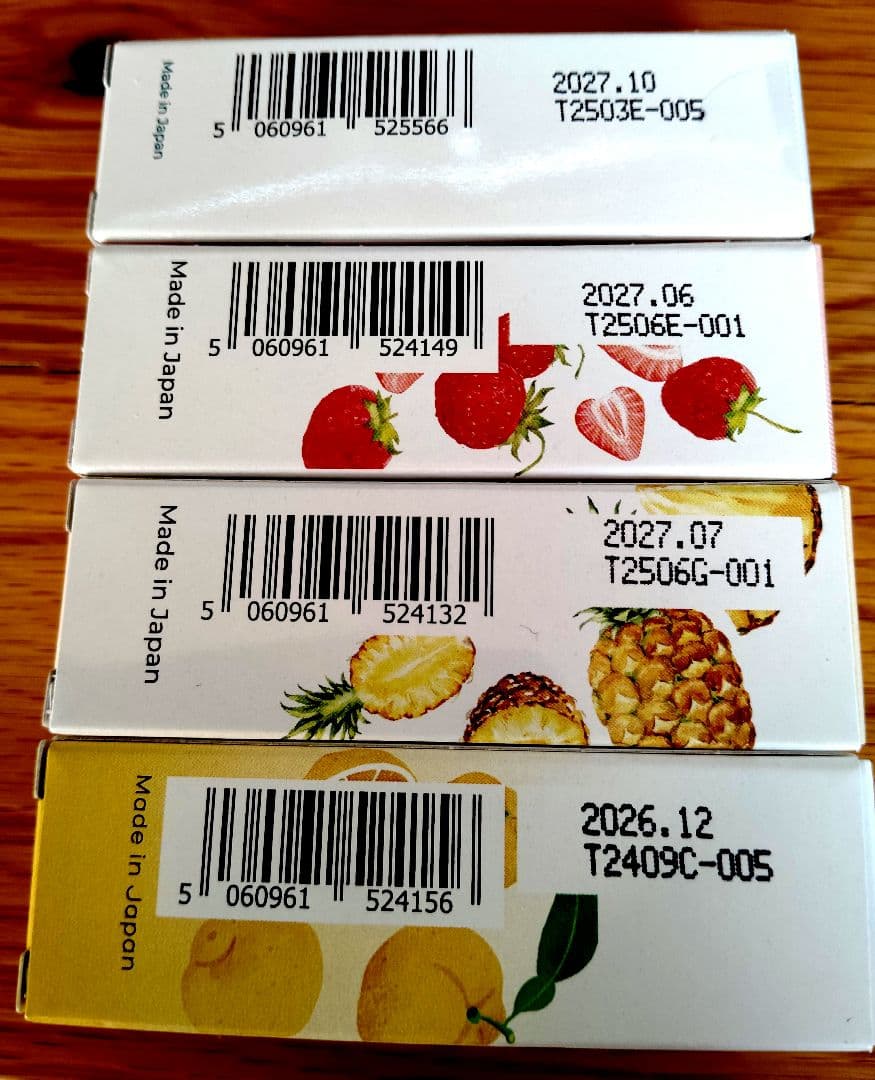 Made in Japan
5 060961 525566
2027.10
T2503E-005
Made in Japan
5 060961 524149
2027.06
T2506E-001
Made in Japan
5 060961 524132
2027.07
T2506G-001
Made in Japan
5 060961 524156
2026.12
T2409C-005